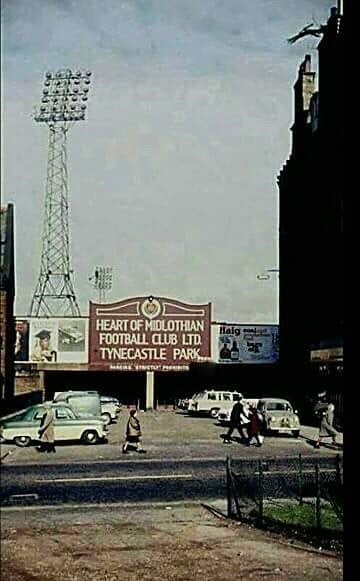 HEART OF MIDLOTHIAN
FOOTBALL CLUB LTD.
TYNECASTLE PARK
PARKING "STRICTLY" PROHIBITED
Haig